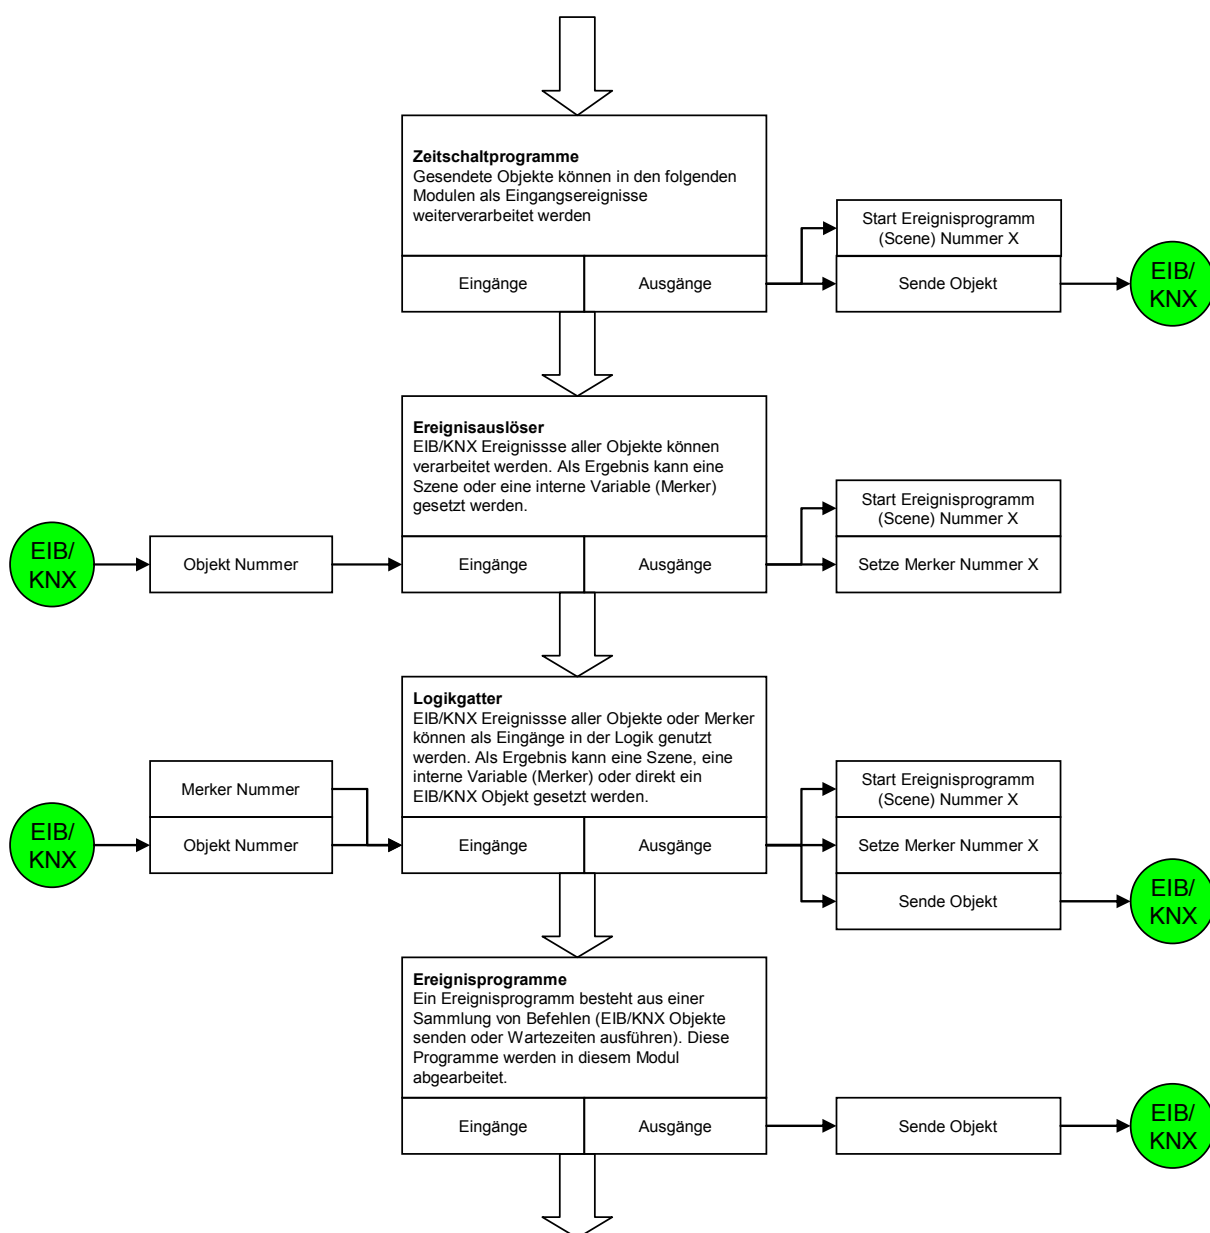 Zeitschaltprogramme
Gesendete Objekte können in den folgenden
Modulen als Eingangsereignisse
weiterverarbeitet werden
Eingänge
Ausgänge
Start Ereignisprogramm
(Scene) Nummer X
Sende Objekt
EIB/
KNX
Ereignisauslöser
EIB/KNX Ereignissse aller Objekte können
verarbeitet werden. Als Ergebnis kann eine
Szene oder eine interne Variable (Merker)
gesetzt werden.
EIB/
KNX
Objekt Nummer
Eingänge
Ausgänge
Start Ereignisprogramm
(Scene) Nummer X
Setze Merker Nummer X
Logikgatter
EIB/KNX Ereignissse aller Objekte oder Merker
können als Eingänge in der Logik genutzt
werden. Als Ergebnis kann eine Szene, eine
interne Variable (Merker) oder direkt ein
EIB/KNX Objekt gesetzt werden.
Merker Nummer
EIB/
KNX
Objekt Nummer
Eingänge
Ausgänge
Start Ereignisprogramm
(Scene) Nummer X
Setze Merker Nummer X
Sende Objekt
EIB/
KNX
Ereignisprogramme
Ein Ereignisprogramm besteht aus einer
Sammlung von Befehlen (EIB/KNX Objekte
senden oder Wartezeiten ausführen). Diese
Programme werden in diesem Modul
abgearbeitet.
Eingänge
Ausgänge
Sende Objekt
EIB/
KNX